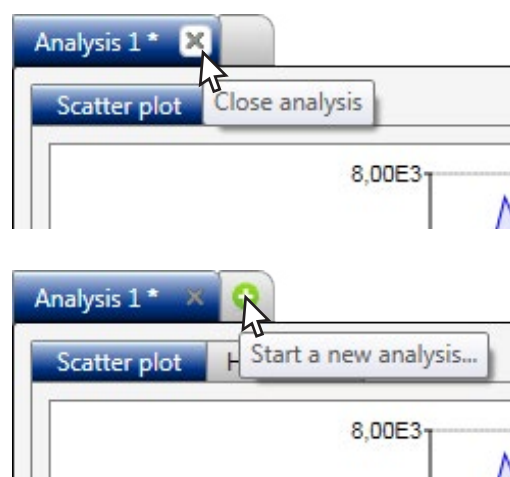 Analysis 1 *
Scatter plot
Close analysis
8,00E3
Analysis 1 *
Scatter plot
H
Start a new analysis...
8,00E3